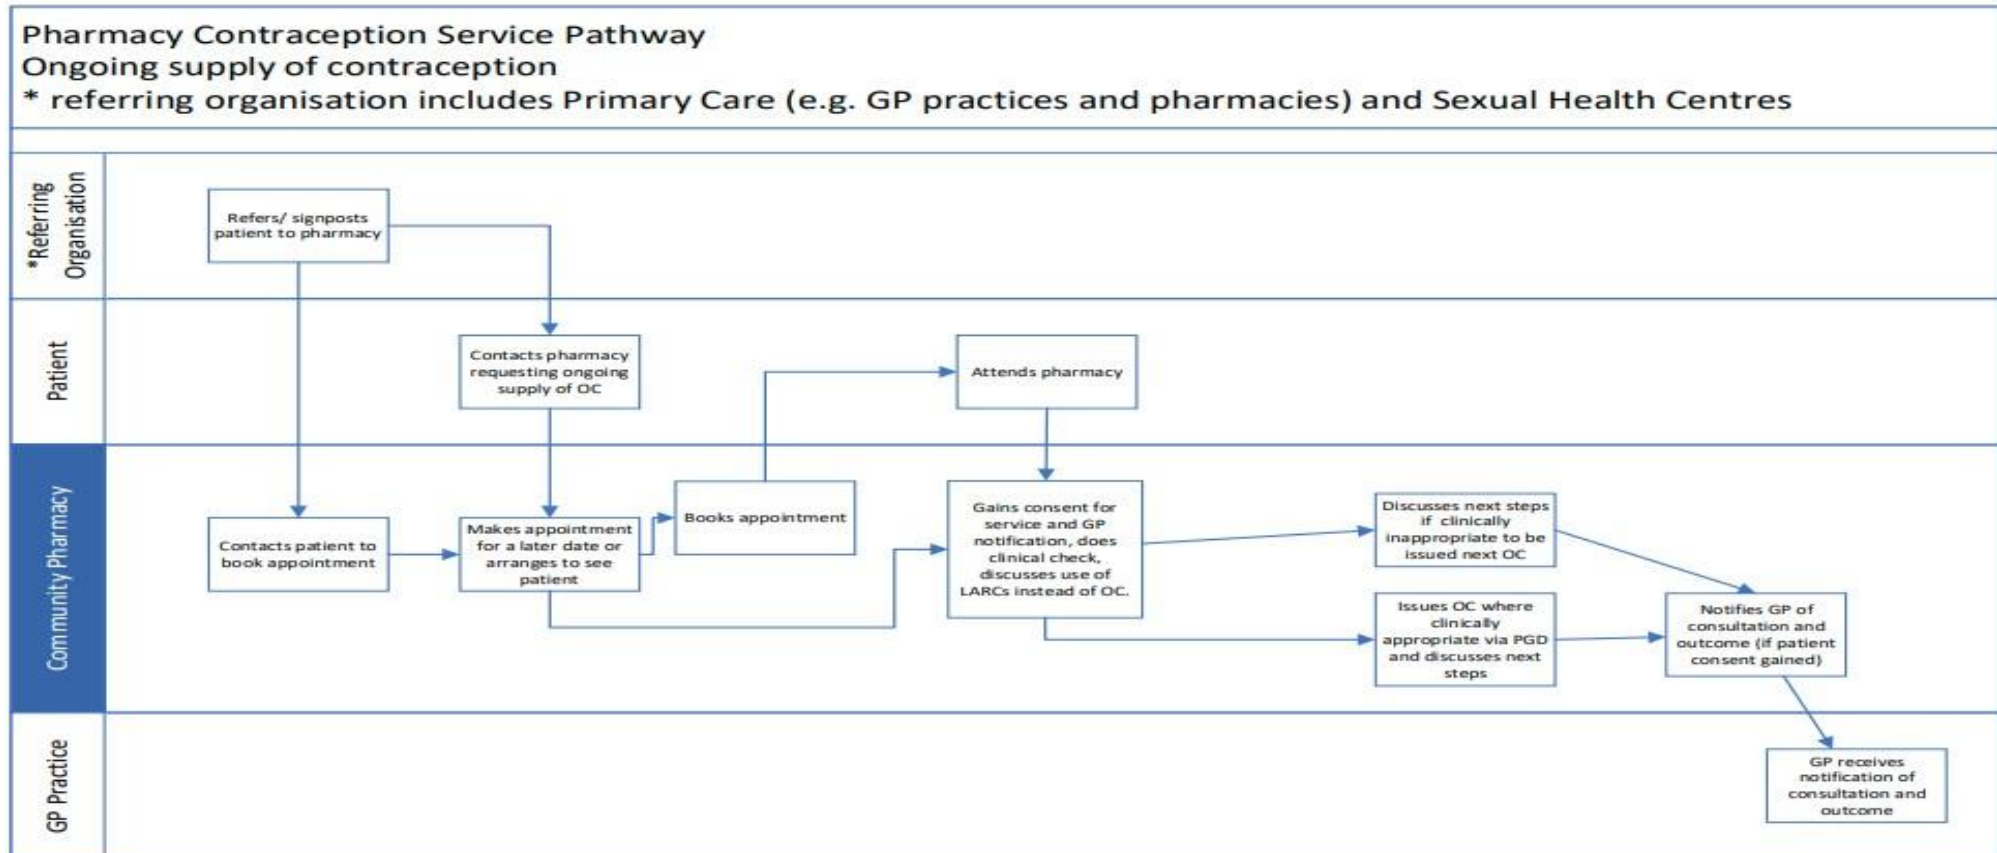 Pharmacy Contraception Service Pathway
Ongoing supply of contraception
* referring organisation includes Primary Care (e.g. GP practices and pharmacies) and Sexual Health Centres
*Referring
Organisation
Refers/ signposts
patient to pharmacy
Patient
Contacts pharmacy
requesting ongoing
supply of OC
Attends pharmacy
Community Pharmacy
Contacts patient to
book appointment
Makes appointment
for a later date or
arranges to see
patient
Books appointment
Gains consent for
service and GP
notification, does
clinical check,
discusses use of
LARCs instead of OC.
Discusses next steps
if clinically
inappropriate to be
issued next OC
Issues OC where
clinically
appropriate via PGD
and discusses next
steps
Notifies GP of
consultation and
outcome (if patient
consent gained)
GP Practice
GP receives
notification of
consultation and
outcome